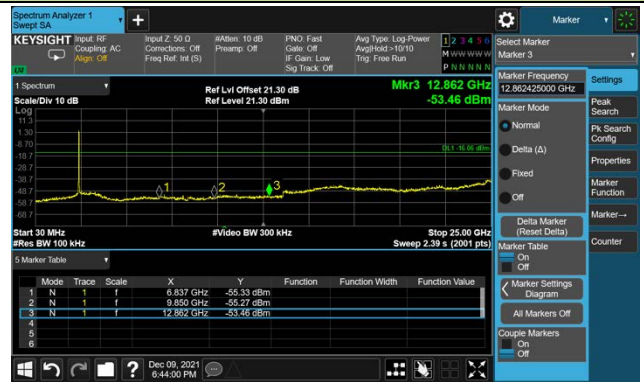 Spectrum Analyzer 1
Swept SA
Marker
KEYSIGHT
Input: RF
Coupling: AC
Align: Off
Input Z: 50 Ω
Corrections: Off
Freq Ref: Int (S)
#Atten: 10 dB
Preamp: Off
PNO: Fast
Gate: Off
IF Gain: Low
Sig Track: Off
Avg Type: Log-Power
Avg|Hold:>10/10
Trig: Free Run
1 2 3 4 5 6
M W W W W W
P N N N N N
Select Marker
Marker 3
1 Spectrum
Scale/Div 10 dB
Log
Ref Lvl Offset 21.30 dB
Ref Level 21.30 dBm
Mkr3 12.862 GHz
-53.46 dBm
11.3
1.30
-8.70
-18.7
-28.7
-38.7
-48.7
-58.7
-68.7
DL1 -16.06 dBm
1
2
3
Start 30 MHz
#Res BW 100 kHz
#Video BW 300 kHz
Stop 25.00 GHz
Sweep 2.39 s (2001 pts)
5 Marker Table
Mode Trace Scale X Y Function Function Width Function Value
1 N 1 f 6.837 GHz -55.33 dBm
2 N 1 f 9.850 GHz -55.27 dBm
3 N 1 f 12.862 GHz -53.46 dBm
4
5
6
Marker Frequency
12.862425000 GHz
Marker Mode
Normal
Delta (Δ)
Fixed
Off
Delta Marker
(Reset Delta)
Marker Table
On
Off
Marker Settings
Diagram
All Markers Off
Couple Markers
On
Off
Settings
Peak
Search
Pk Search
Config
Properties
Marker
Function
Marker→
Counter
?
Dec 09, 2021
6:44:00 PM